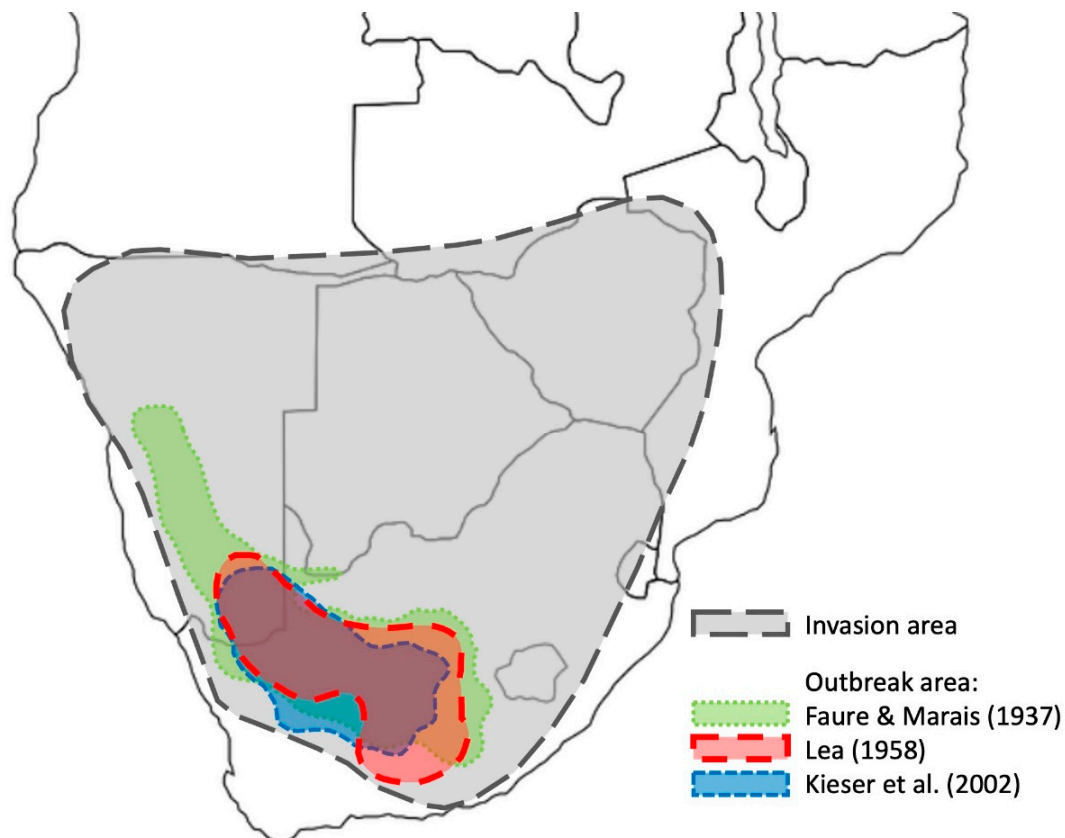 Invasion area
Outbreak area:
Faure & Marais (1937)
Lea (1958)
Kieser et al. (2002)